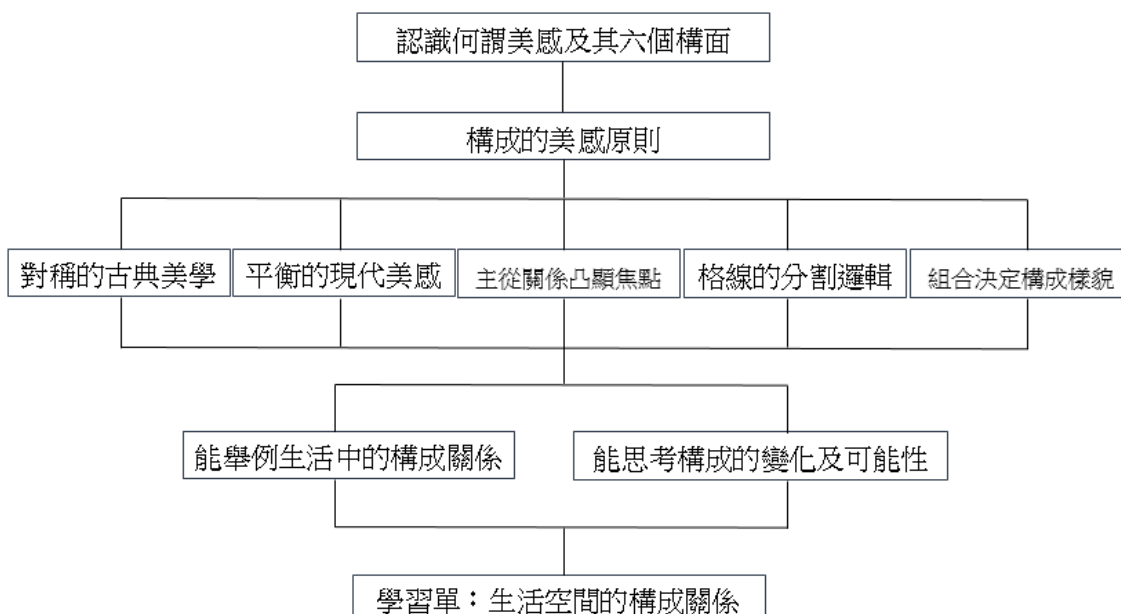 認識何謂美感及其六個構面
構成的美感原則
對稱的古典美學
平衡的現代美感
主從關係凸顯焦點
格線的分割邏輯
組合決定構成樣貌
能舉例生活中的構成關係
能思考構成的變化及可能性
學習單：生活空間的構成關係